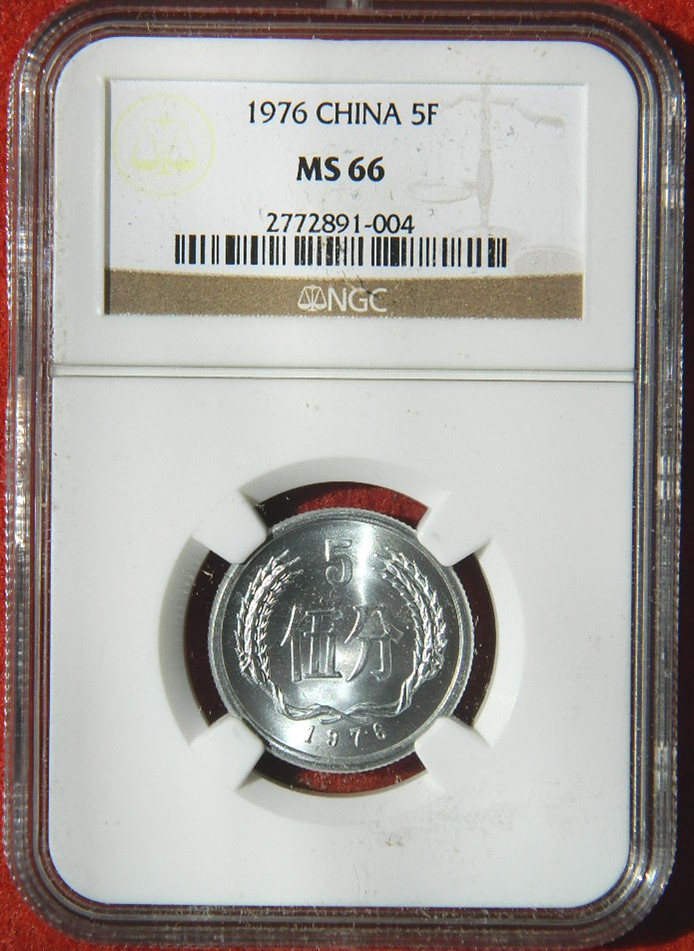 1976 CHINA 5F
MS 66
2772891-004
NGC
5
伍分
1976